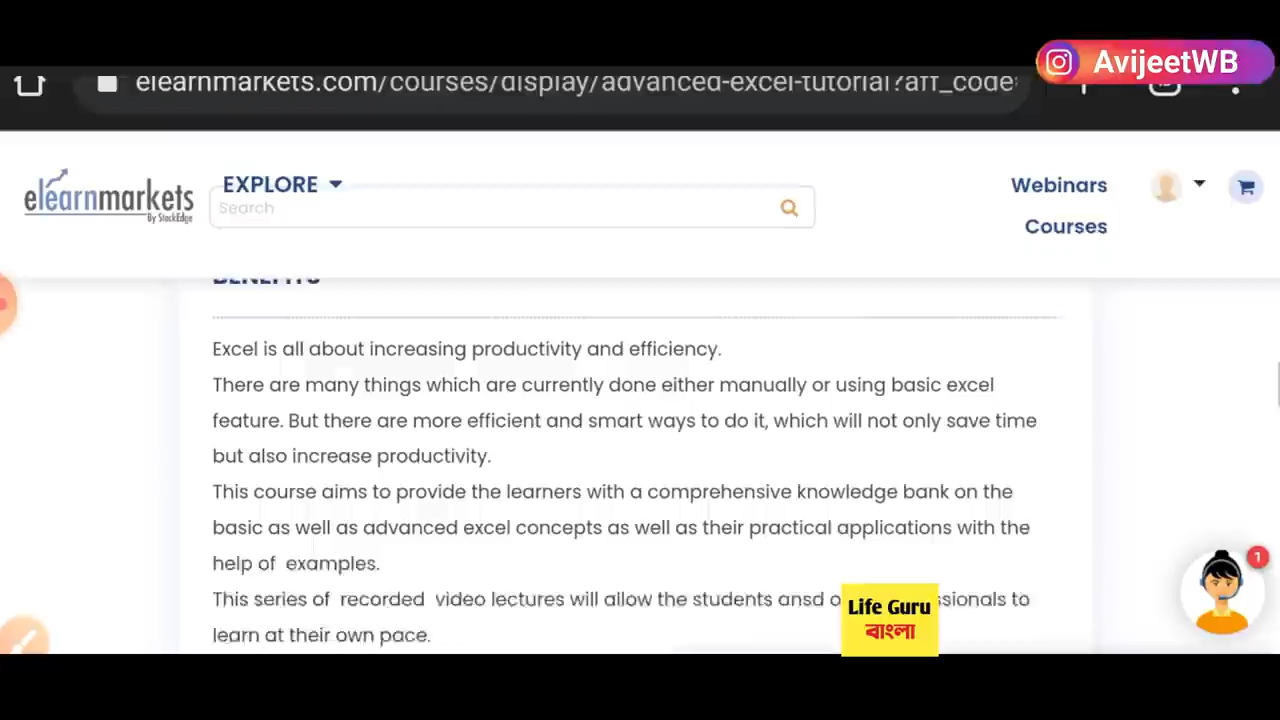 AvijeetWB
elearnmarkets.com/courses/display/advanced-excel-tutorial?aff_code
elearnmarkets
By StockEdge
EXPLORE
Search
Webinars
Courses
BENEFITS
Excel is all about increasing productivity and efficiency.
There are many things which are currently done either manually or using basic excel
feature. But there are more efficient and smart ways to do it, which will not only save time
but also increase productivity.
This course aims to provide the learners with a comprehensive knowledge bank on the
basic as well as advanced excel concepts as well as their practical applications with the
help of examples.
This series of recorded video lectures will allow the students ansd sionals to
learn at their own pace.
Life Guru
বাংলা
1